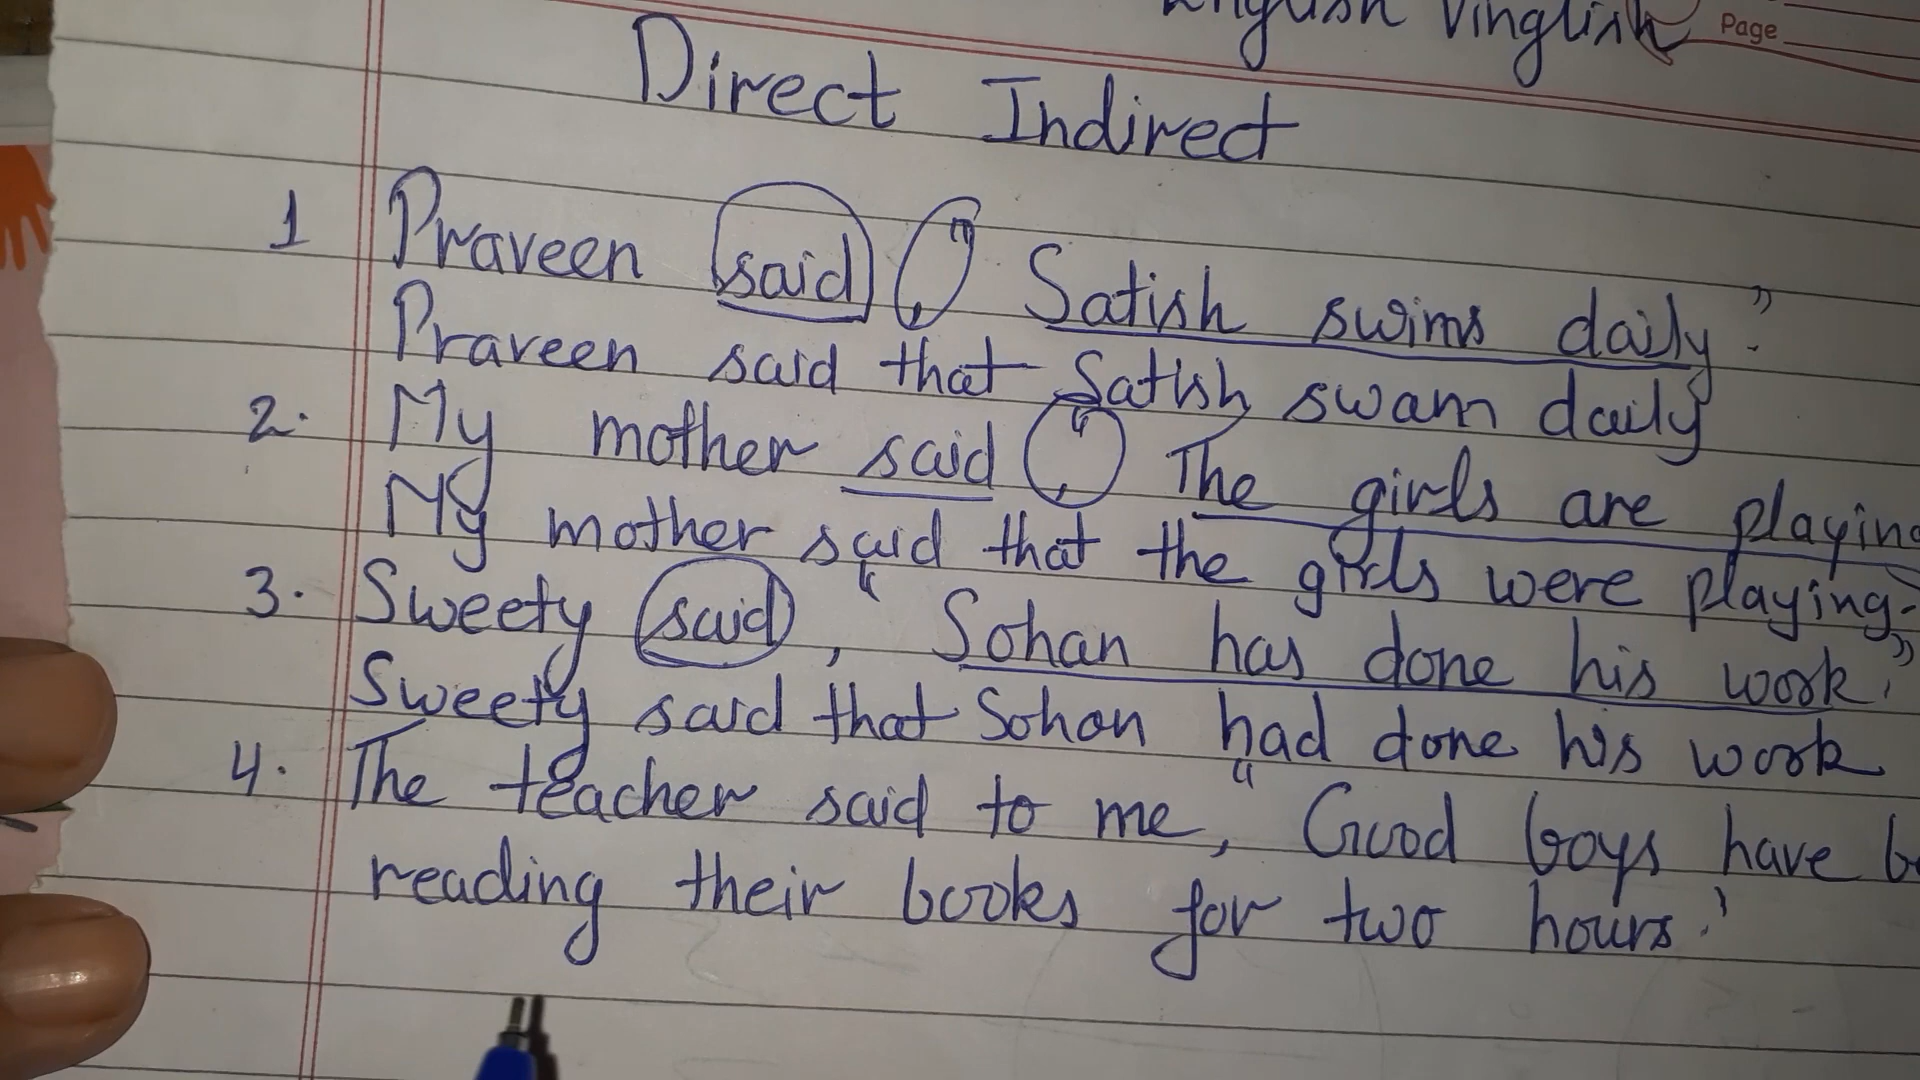 English Vinglish
Page
Direct Indirect
1 Praveen said, " Satish swims daily."
Praveen said that Satish swam daily
2. My mother said, " The girls are playing
My mother said that the girls were playing.
3. Sweety said, " Sohan has done his work."
Sweety said that Sohan had done his work
4. The teacher said to me, " Good boys have
reading their books for two hours.'